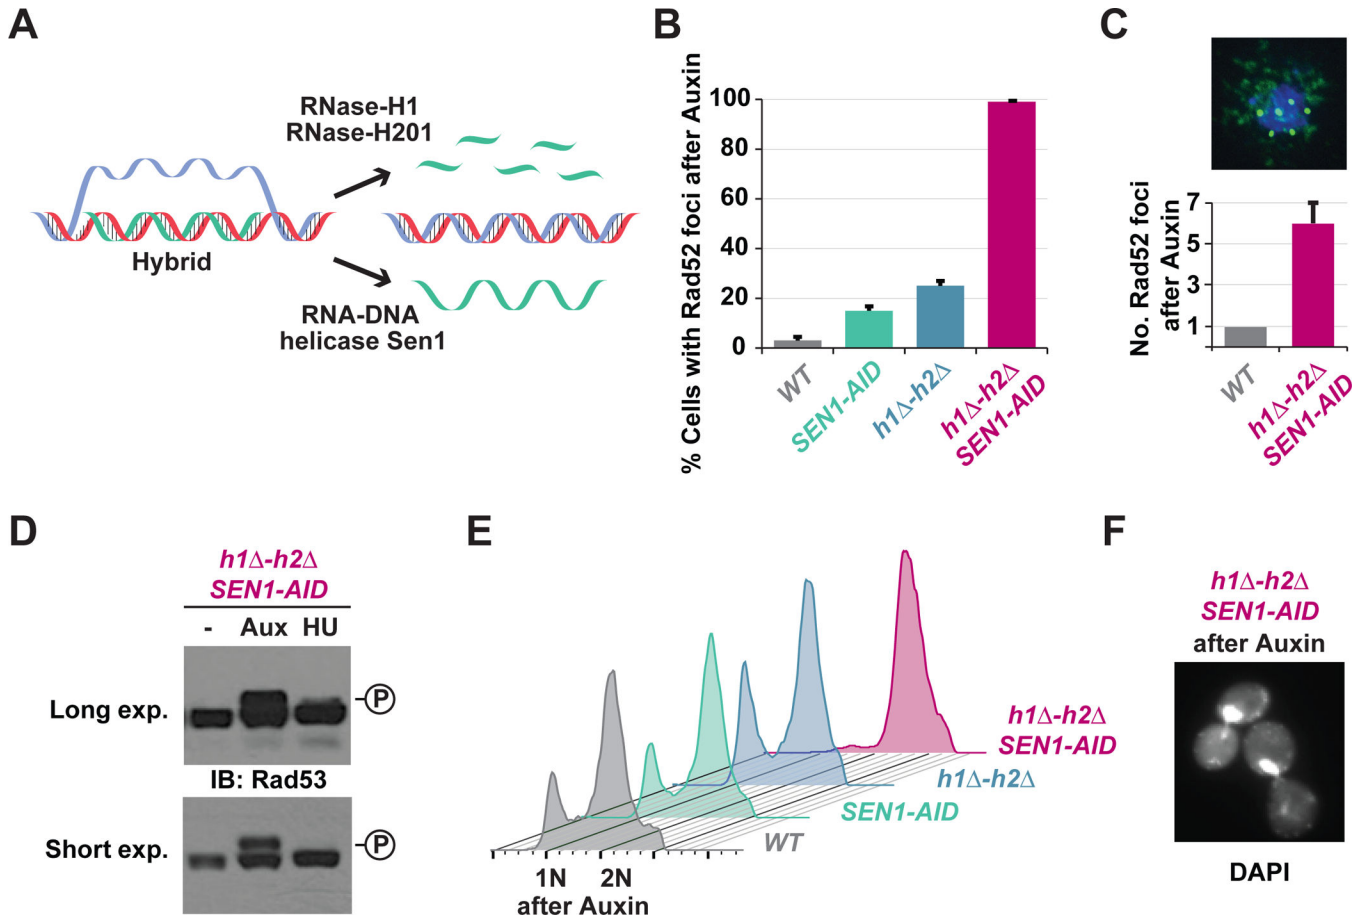 A
RNase-H1
RNase-H201
Hybrid
RNA-DNA
helicase Sen1
B
% Cells with Rad52 foci after Auxin
100
80
60
40
20
0
WT
SEN1-AID
h1Δ-h2Δ
h1Δ-h2Δ
SEN1-AID
C
No. Rad52 foci
after Auxin
7
5
3
1
WT
h1Δ-h2Δ
SEN1-AID
D
h1Δ-h2Δ
SEN1-AID
- Aux HU
Long exp.
P
IB: Rad53
Short exp.
P
E
h1Δ-h2Δ
SEN1-AID
h1Δ-h2Δ
SEN1-AID
WT
1N 2N
after Auxin
F
h1Δ-h2Δ
SEN1-AID
after Auxin
DAPI